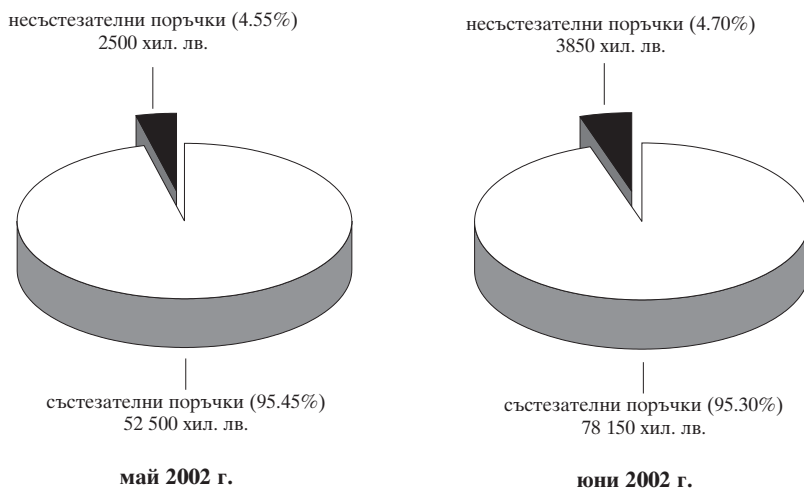 несъстезателни поръчки (4.55%)
2500 хил. лв.
състезателни поръчки (95.45%)
52 500 хил. лв.
май 2002 г.
несъстезателни поръчки (4.70%)
3850 хил. лв.
състезателни поръчки (95.30%)
78 150 хил. лв.
юни 2002 г.